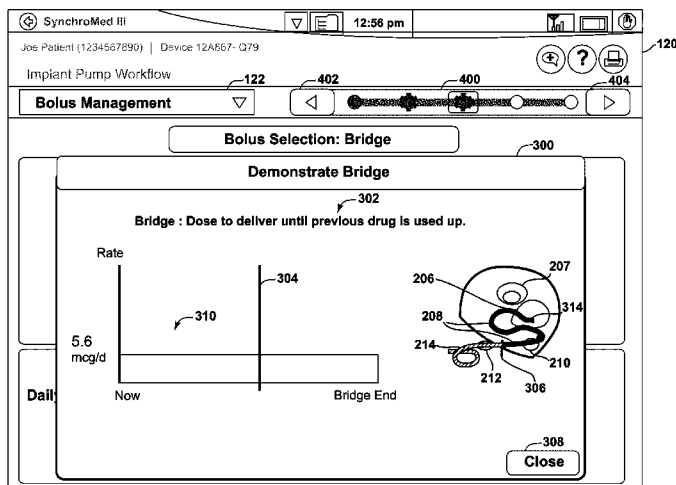 SynchroMed III
12:56 pm
Joe Patient (1234567890) | Device 12A867- Q79
120
Implant Pump Workflow
122
402
400
404
Bolus Management
Bolus Selection: Bridge
300
Demonstrate Bridge
302
Bridge : Dose to deliver until previous drug is used up.
Rate
304
310
5.6
mcg/d
Now
Bridge End
207
206
314
208
214
210
212
306
Dail
308
Close